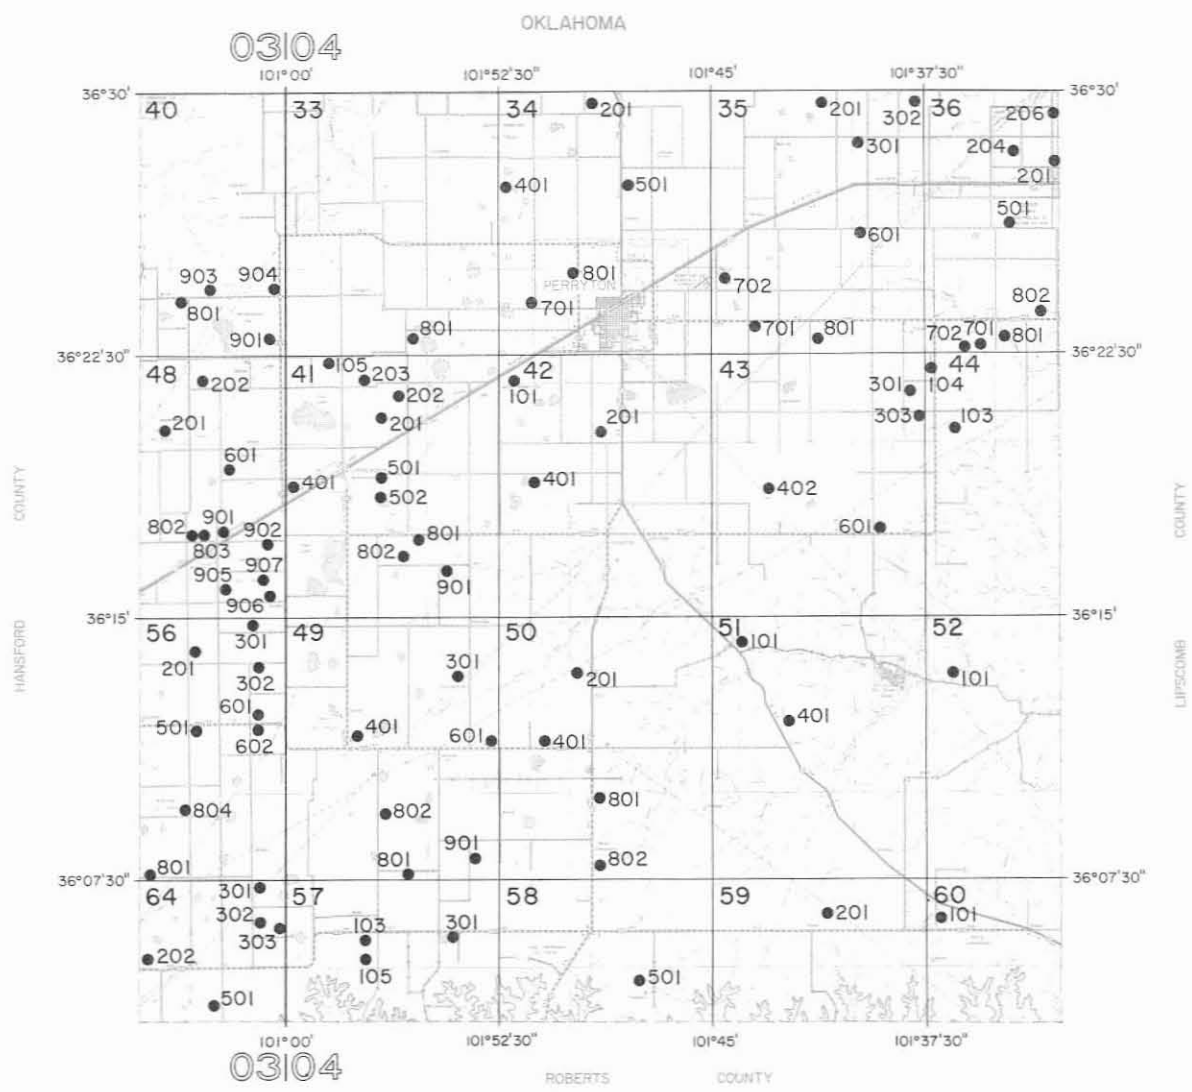 OKLAHOMA
03|04
101°00' 101°52'30" 101°45' 101°37'30"
36°30' 36°30'
40 33 34 201 35 201 302 36 206
301 204
201
401 501
501
601
903 904 801 702
801 PERRYTON
701 802
901 801 701 801 702 701 801
36°22'30" 36°22'30"
48 202 41 105 203 42 43 44
202 101 301 104
201 201 201 303 103
601
401 501 401 402
502
802 901 902 601
803 801
802
905 907 901
906
36°15' 36°15'
56 301 49 50 51 101 52
201 302 301 201 101
601 401
501 602 401 601 401
804 802 801
901
801 801 802
36°07'30" 36°07'30"
64 301 57 58 59 60
302 201 101
303 103 301
202 105 501
501
101°00' 101°52'30" 101°45' 101°37'30"
03|04
ROBERTS COUNTY
HANSFORD COUNTY
LIPSCOMB COUNTY